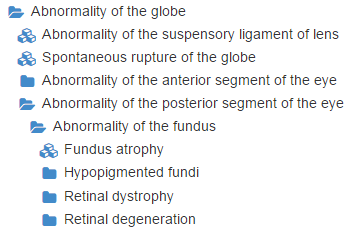 Abnormality of the globe
Abnormality of the suspensory ligament of lens
Spontaneous rupture of the globe
Abnormality of the anterior segment of the eye
Abnormality of the posterior segment of the eye
Abnormality of the fundus
Fundus atrophy
Hypopigmented fundi
Retinal dystrophy
Retinal degeneration